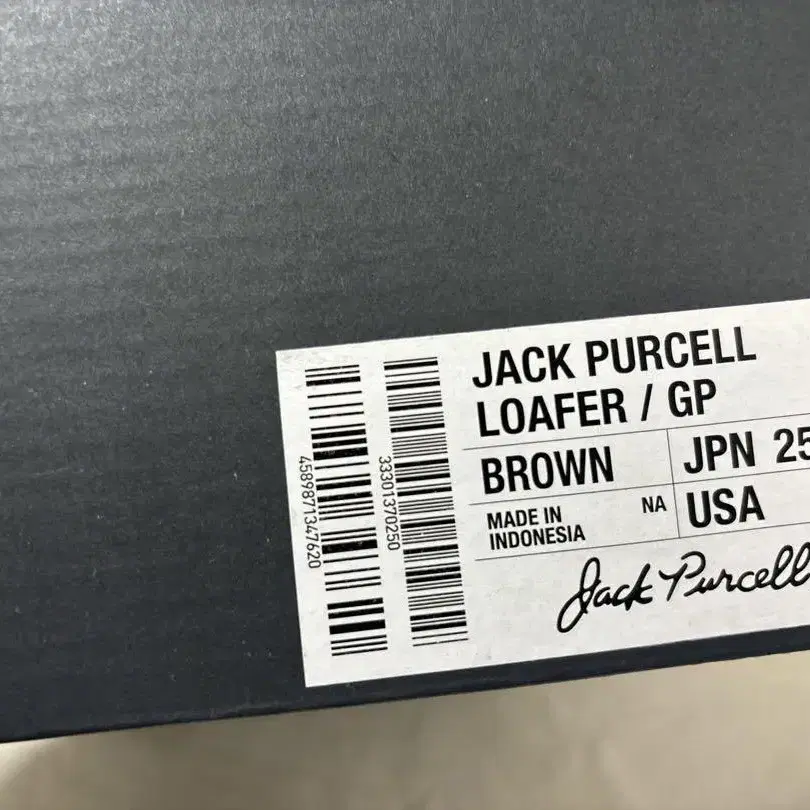 JACK PURCELL
LOAFER / GP
BROWN
JPN 25
MADE IN
INDONESIA
NA
USA
Jack Purcell
4589871347620
33301370250